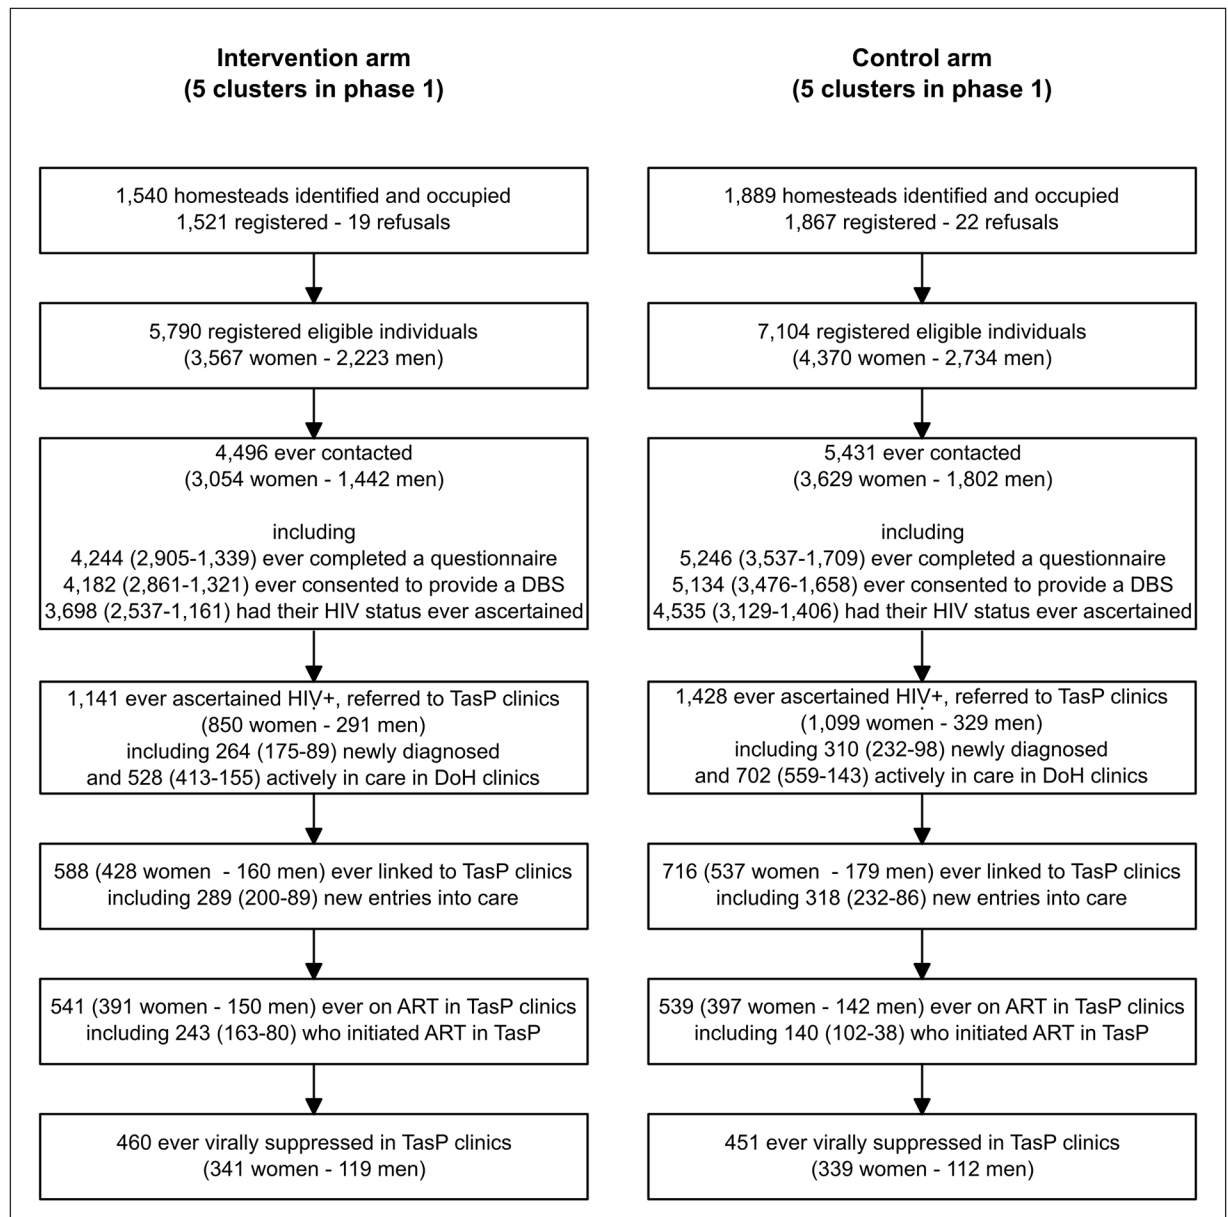 Intervention arm
(5 clusters in phase 1)
1,540 homesteads identified and occupied
1,521 registered - 19 refusals
5,790 registered eligible individuals
(3,567 women - 2,223 men)
4,496 ever contacted
(3,054 women - 1,442 men)
including
4,244 (2,905-1,339) ever completed a questionnaire
4,182 (2,861-1,321) ever consented to provide a DBS
3,698 (2,537-1,161) had their HIV status ever ascertained
1,141 ever ascertained HIV+, referred to TasP clinics
(850 women - 291 men)
including 264 (175-89) newly diagnosed
and 528 (413-155) actively in care in DoH clinics
588 (428 women  - 160 men) ever linked to TasP clinics
including 289 (200-89) new entries into care
541 (391 women - 150 men) ever on ART in TasP clinics
including 243 (163-80) who initiated ART in TasP
460 ever virally suppressed in TasP clinics
(341 women - 119 men)
Control arm
(5 clusters in phase 1)
1,889 homesteads identified and occupied
1,867 registered - 22 refusals
7,104 registered eligible individuals
(4,370 women - 2,734 men)
5,431 ever contacted
(3,629 women - 1,802 men)
including
5,246 (3,537-1,709) ever completed a questionnaire
5,134 (3,476-1,658) ever consented to provide a DBS
4,535 (3,129-1,406) had their HIV status ever ascertained
1,428 ever ascertained HIV+, referred to TasP clinics
(1,099 women - 329 men)
including 310 (232-98) newly diagnosed
and 702 (559-143) actively in care in DoH clinics
716 (537 women  - 179 men) ever linked to TasP clinics
including 318 (232-86) new entries into care
539 (397 women - 142 men) ever on ART in TasP clinics
including 140 (102-38) who initiated ART in TasP
451 ever virally suppressed in TasP clinics
(339 women - 112 men)